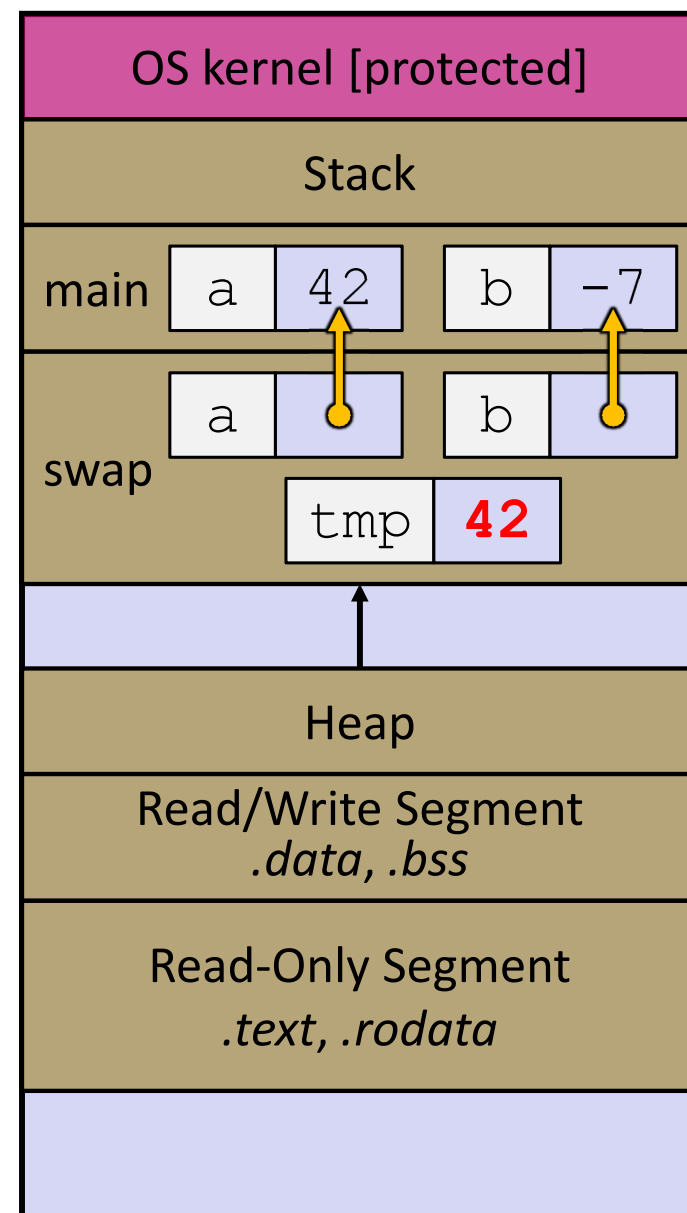 OS kernel [protected]
Stack
main a 42 b -7
a b
swap
tmp 42
Heap
Read/Write Segment
.data, .bss
Read-Only Segment
.text, .rodata